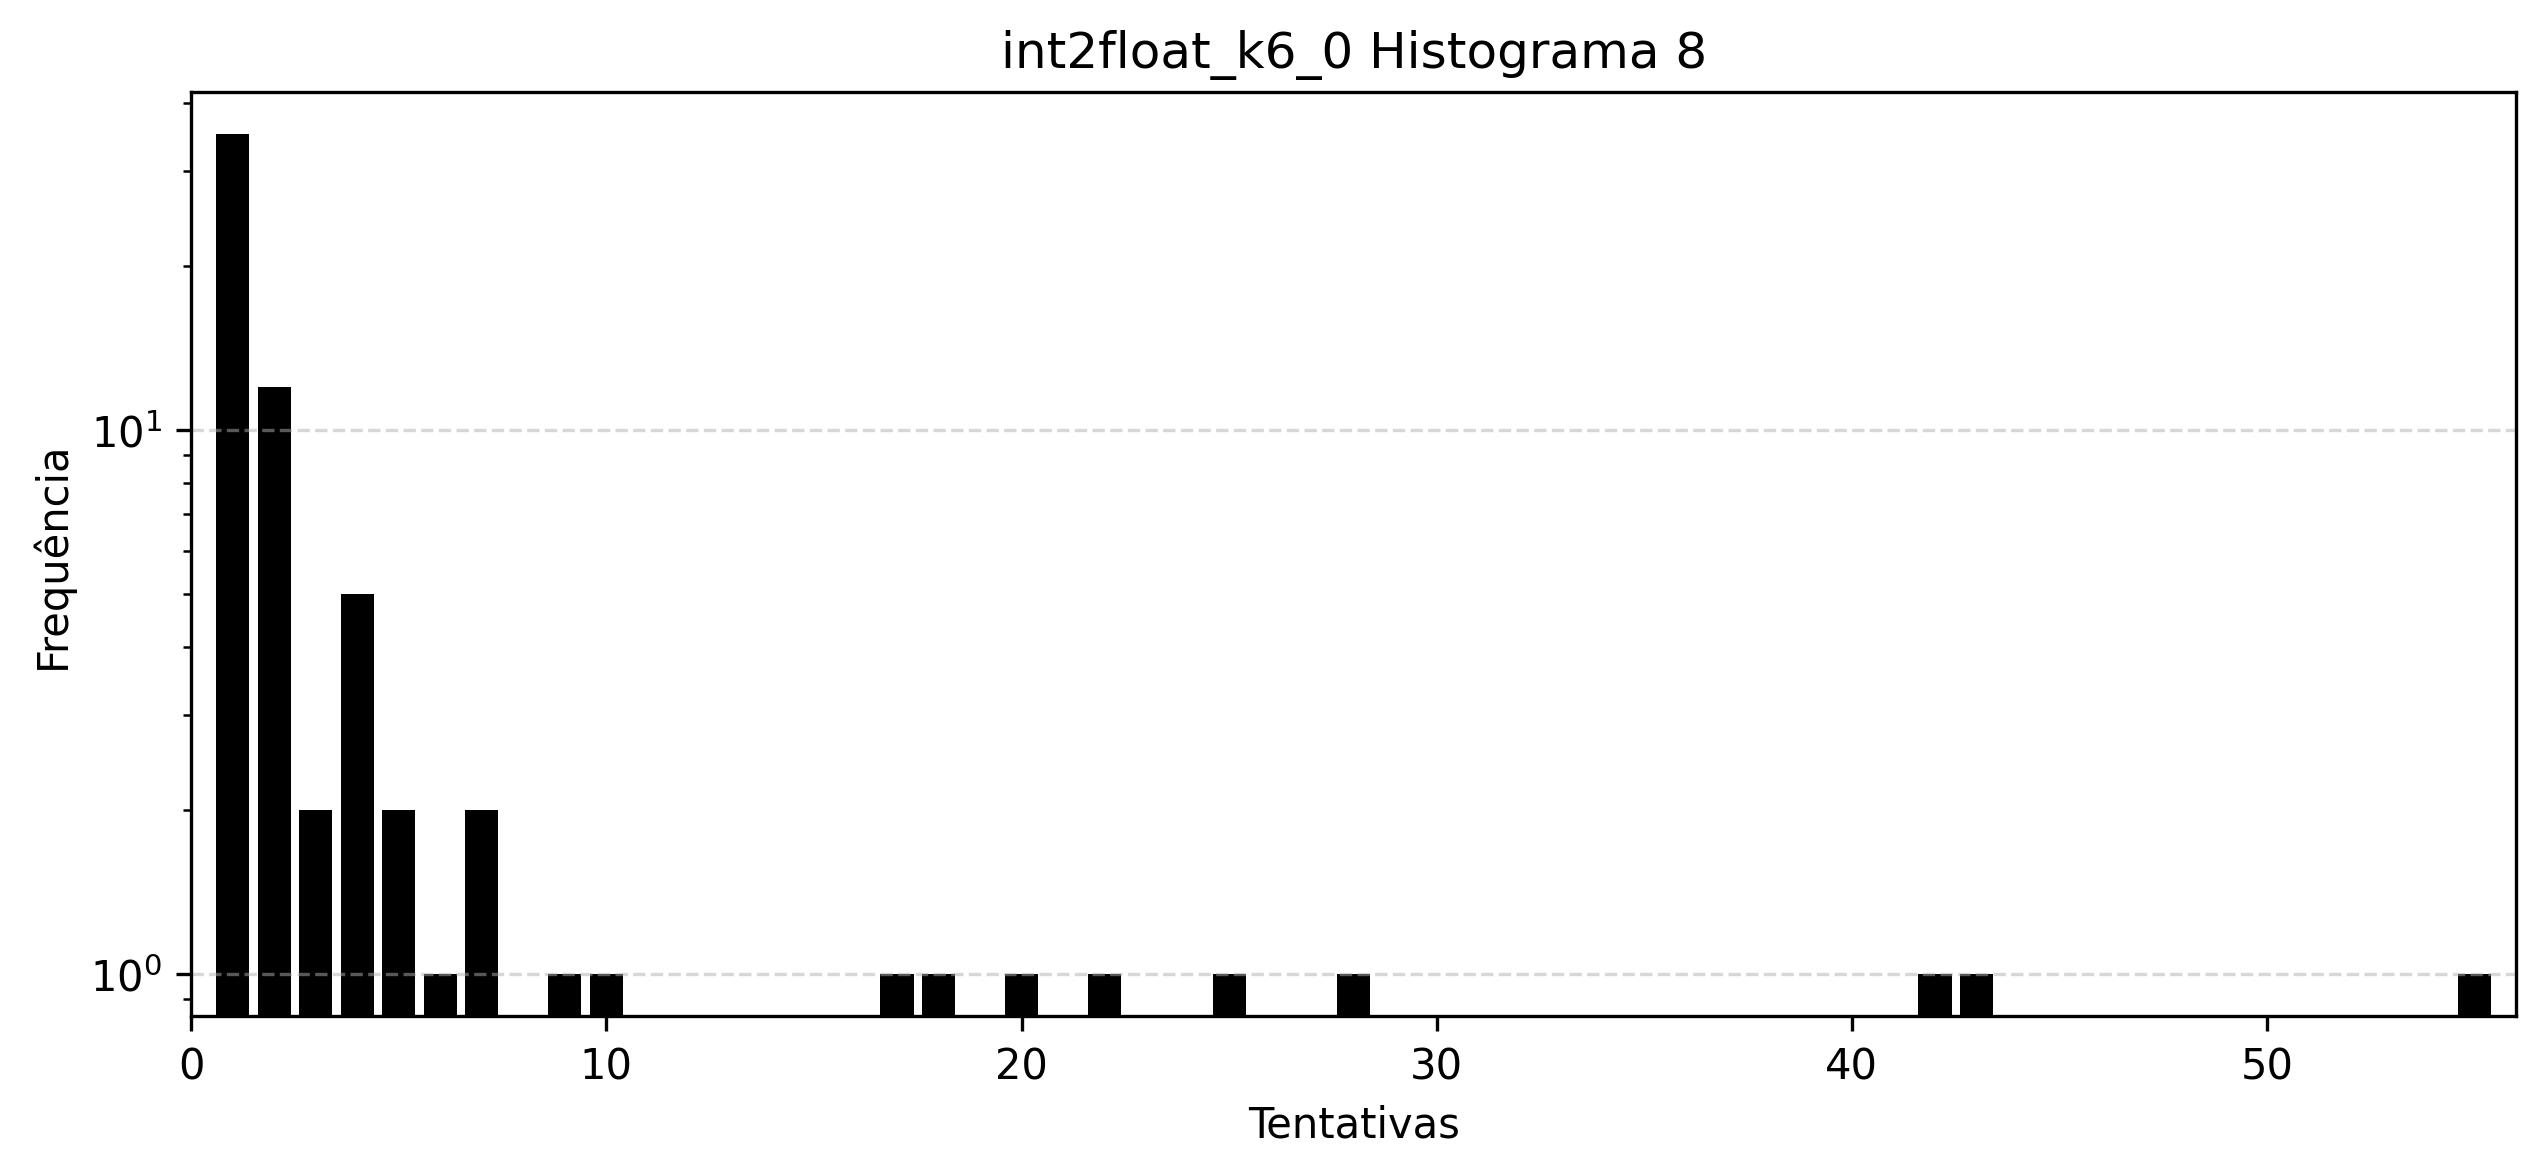 int2float_k6_0 Histograma 8
Frequência
10¹
10⁰
0 10 20 30 40 50
Tentativas